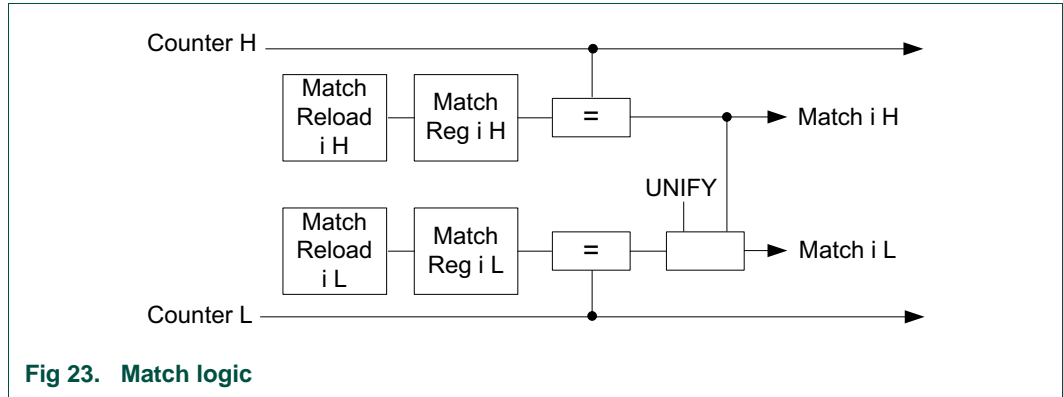 Counter H
Match
Reload
i H
Match
Reg i H
=
Match i H
UNIFY
Match
Reload
i L
Match
Reg i L
=
Match i L
Counter L
Fig 23. Match logic